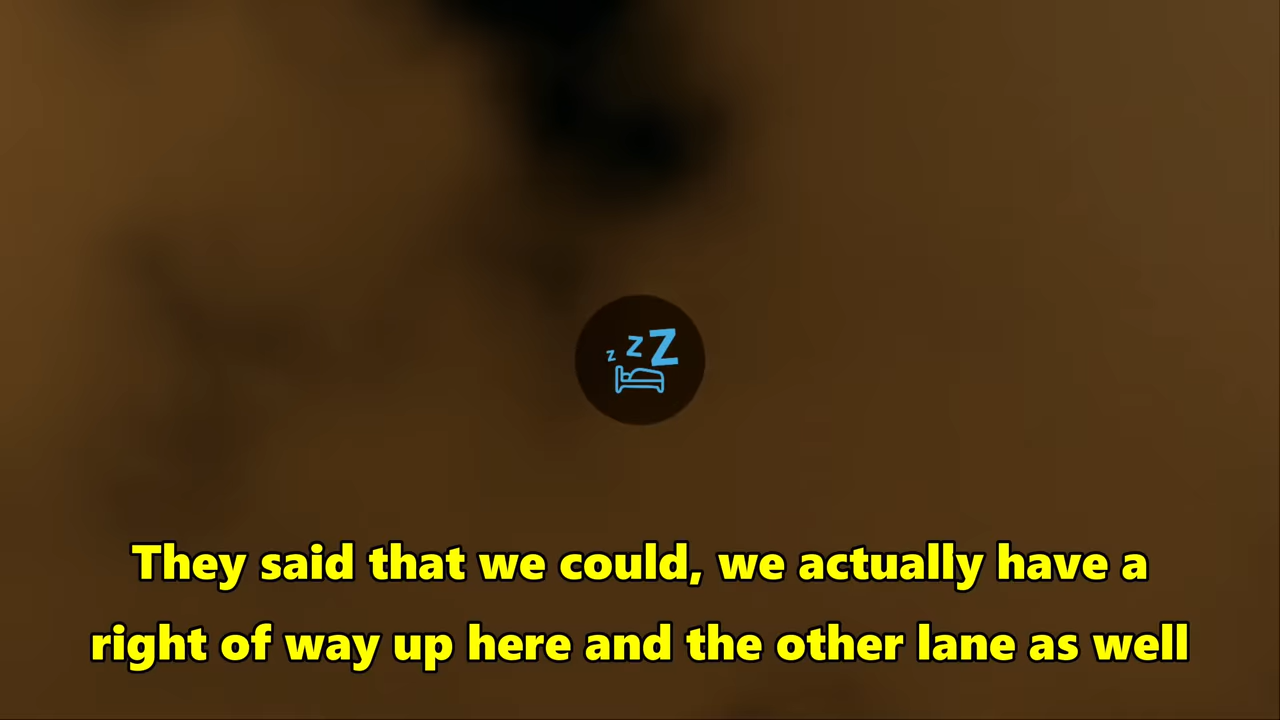 z z Z
They said that we could, we actually have a
right of way up here and the other lane as well